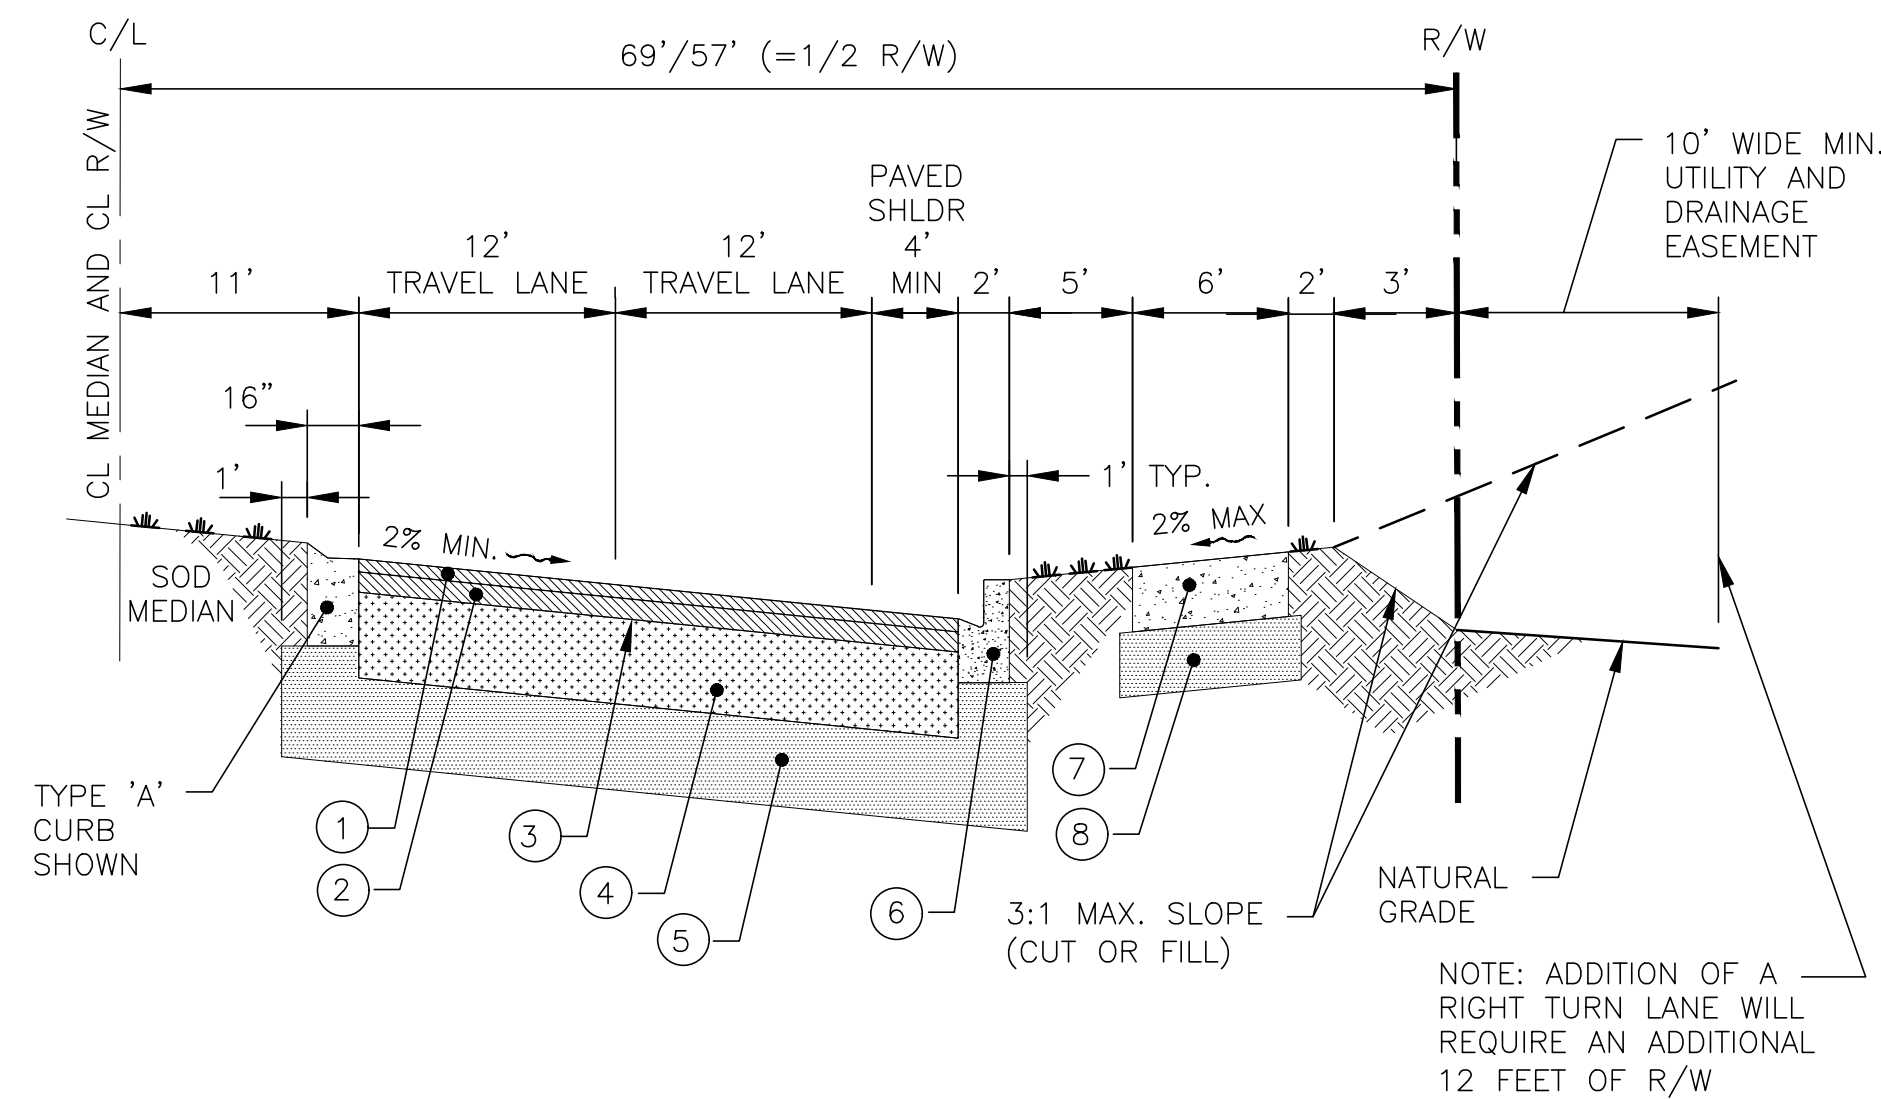 C/L
R/W
69'/57' (=1/2 R/W)
CL MEDIAN AND CL R/W
10' WIDE MIN.
UTILITY AND
DRAINAGE
EASEMENT
PAVED
SHLDR
4'
MIN
11'
12'
TRAVEL LANE
12'
TRAVEL LANE
2'
5'
6'
2'
3'
16”
1'
1' TYP.
2% MIN.
2% MAX
SOD
MEDIAN
TYPE 'A'
CURB
SHOWN
1
2
3
4
5
6
7
8
3:1 MAX. SLOPE
(CUT OR FILL)
NATURAL
GRADE
NOTE: ADDITION OF A
RIGHT TURN LANE WILL
REQUIRE AN ADDITIONAL
12 FEET OF R/W